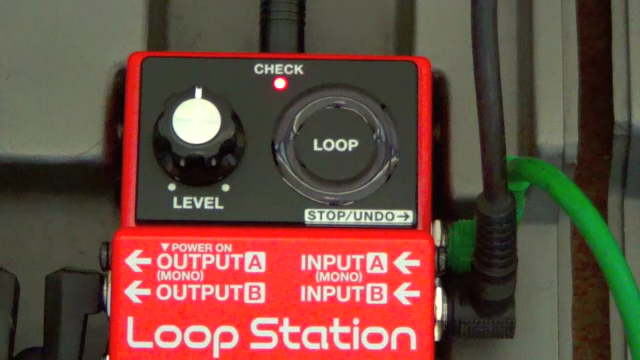 CHECK
LOOP
LEVEL
STOP/UNDO→
▼POWER ON
← OUTPUT A
(MONO)
← OUTPUT B
INPUT A ←
(MONO)
INPUT B ←
Loop Station